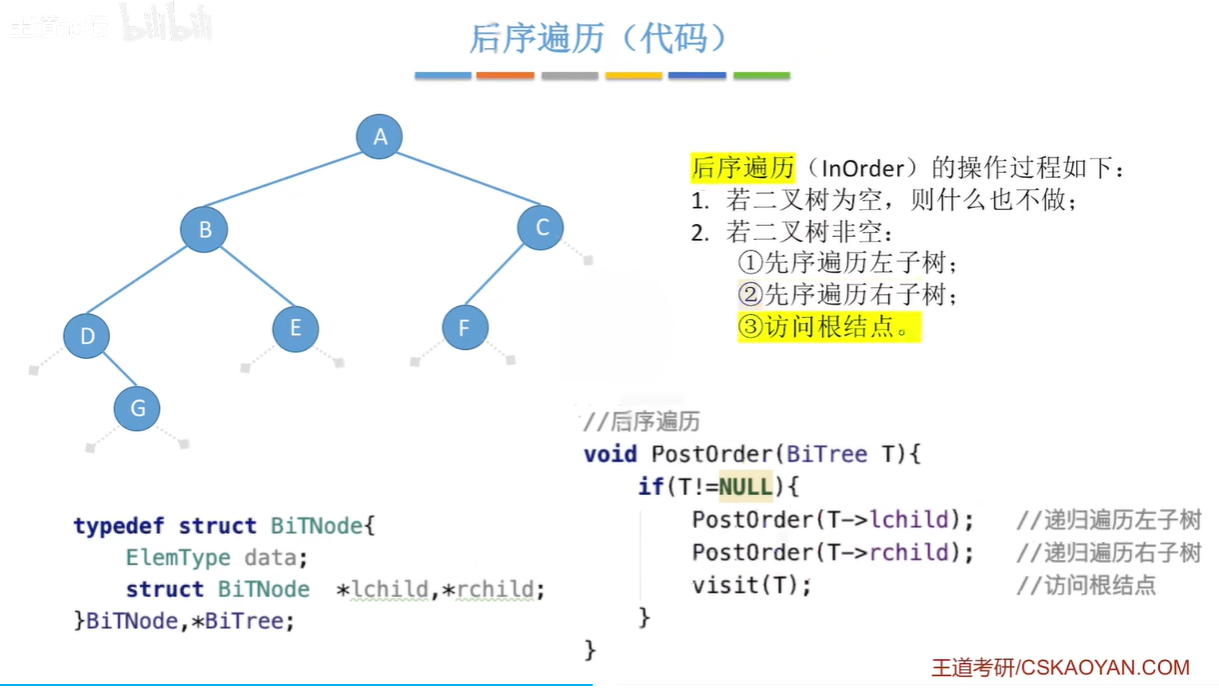 bilibili
后序遍历（代码）
A
B
C
D
E
F
G
后序遍历（InOrder）的操作过程如下：
1. 若二叉树为空，则什么也不做；
2. 若二叉树非空：
①先序遍历左子树；
②先序遍历右子树；
③访问根结点。
typedef struct BiTNode{
ElemType data;
struct BiTNode *lchild,*rchild;
}BiTNode,*BiTree;
//后序遍历
void PostOrder(BiTree T){
if(T!=NULL){
PostOrder(T->lchild); //递归遍历左子树
PostOrder(T->rchild); //递归遍历右子树
visit(T); //访问根结点
}
}
王道考研/CSKAOYAN.COM